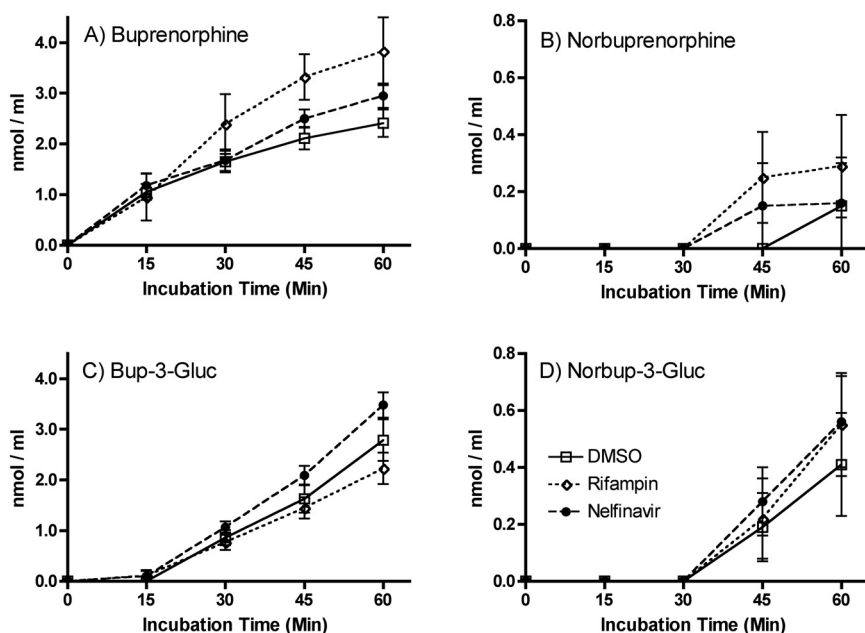 A) Buprenorphine
nmol / ml
4.0
3.0
2.0
1.0
0.0
0 15 30 45 60
Incubation Time (Min)
B) Norbuprenorphine
nmol / ml
0.8
0.6
0.4
0.2
0.0
0 15 30 45 60
Incubation Time (Min)
C) Bup-3-Gluc
nmol / ml
4.0
3.0
2.0
1.0
0.0
0 15 30 45 60
Incubation Time (Min)
D) Norbup-3-Gluc
nmol / ml
0.8
0.6
0.4
0.2
0.0
DMSO
Rifampin
Nelfinavir
0 15 30 45 60
Incubation Time (Min)